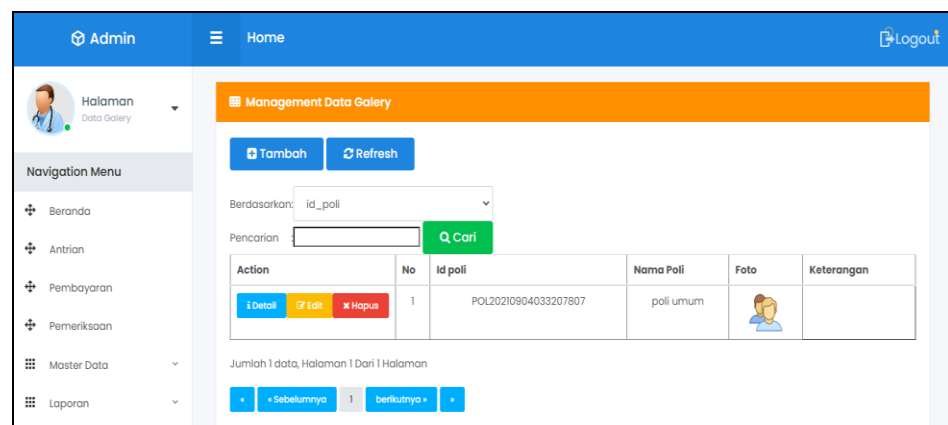 Admin
Home
Logout
Halaman
Data Galery
Management Data Galery
Tambah
Refresh
Navigation Menu
Berdasarkan: id_poli
Pencarian :
Cari
Beranda
Antrian
Pembayaran
Pemeriksaan
Master Data
Laporan
Action No Id poli Nama Poli Foto Keterangan
Detail Edit Hapus 1 POL20210904033207807 poli umum
Jumlah 1 data, Halaman 1 Dari 1 Halaman
« « Sebelumnya 1 berikutnya » »